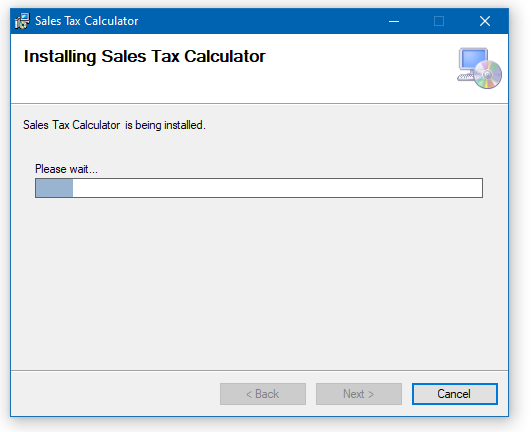 Sales Tax Calculator
Installing Sales Tax Calculator
Sales Tax Calculator is being installed.
Please wait...
< Back
Next >
Cancel